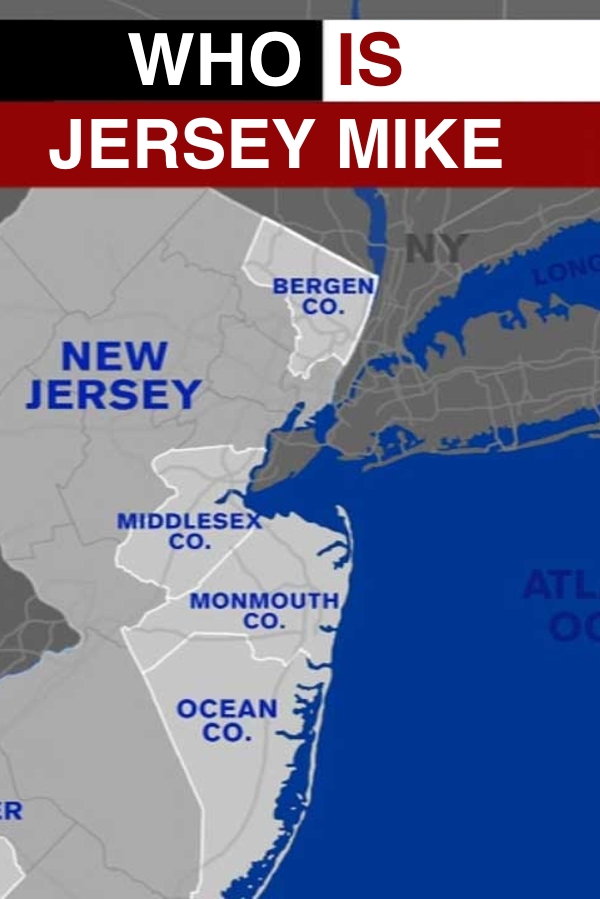 WHO IS
JERSEY MIKE
NY
LONG
BERGEN
CO.
NEW
JERSEY
MIDDLESEX
CO.
ATL
OC
MONMOUTH
CO.
OCEAN
CO.
ER